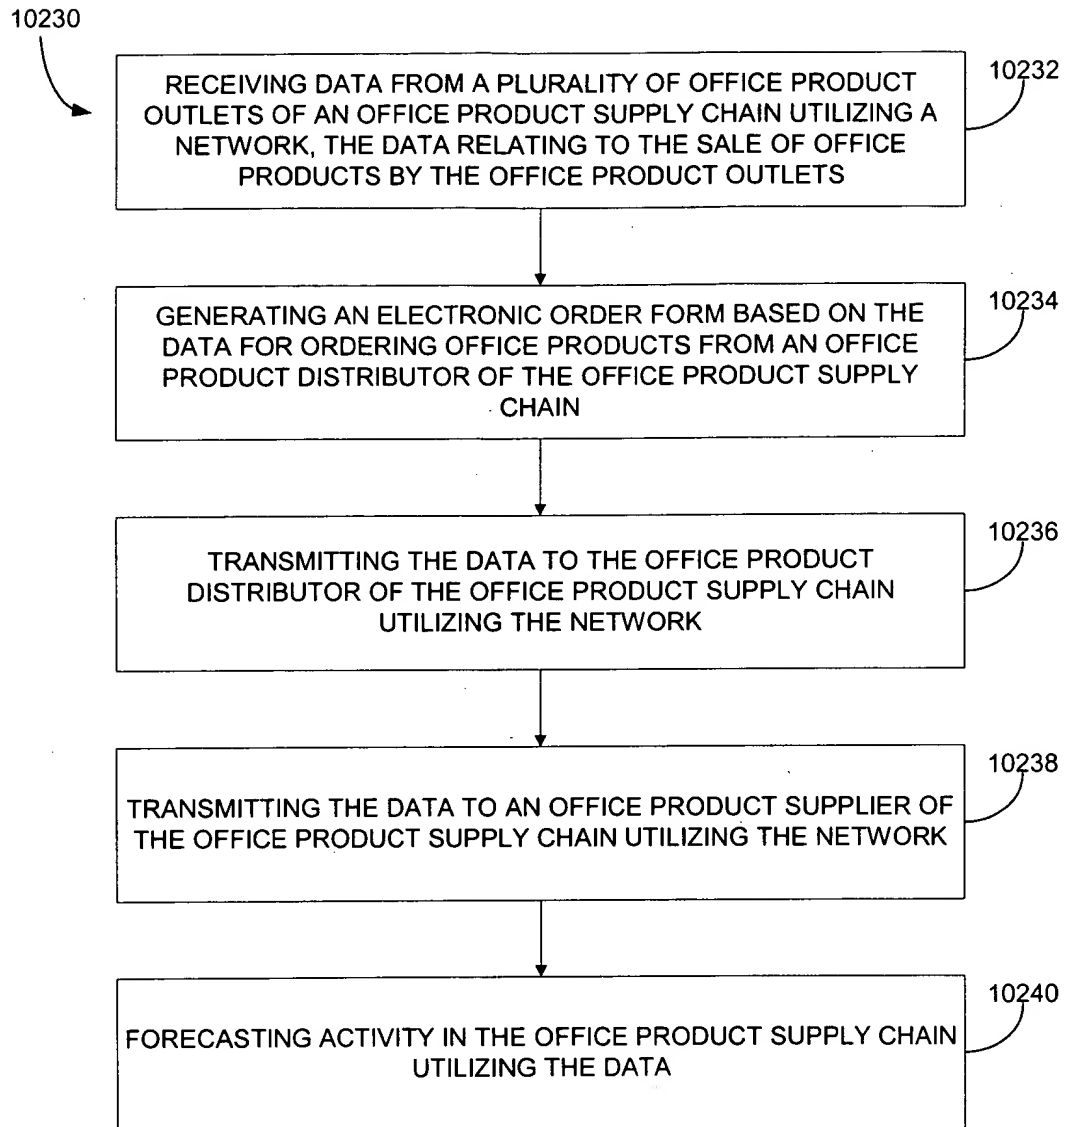 10230
RECEIVING DATA FROM A PLURALITY OF OFFICE PRODUCT
OUTLETS OF AN OFFICE PRODUCT SUPPLY CHAIN UTILIZING A
NETWORK, THE DATA RELATING TO THE SALE OF OFFICE
PRODUCTS BY THE OFFICE PRODUCT OUTLETS
10232
GENERATING AN ELECTRONIC ORDER FORM BASED ON THE
DATA FOR ORDERING OFFICE PRODUCTS FROM AN OFFICE
PRODUCT DISTRIBUTOR OF THE OFFICE PRODUCT SUPPLY
CHAIN
10234
TRANSMITTING THE DATA TO THE OFFICE PRODUCT
DISTRIBUTOR OF THE OFFICE PRODUCT SUPPLY CHAIN
UTILIZING THE NETWORK
10236
TRANSMITTING THE DATA TO AN OFFICE PRODUCT SUPPLIER OF
THE OFFICE PRODUCT SUPPLY CHAIN UTILIZING THE NETWORK
10238
FORECASTING ACTIVITY IN THE OFFICE PRODUCT SUPPLY CHAIN
UTILIZING THE DATA
10240